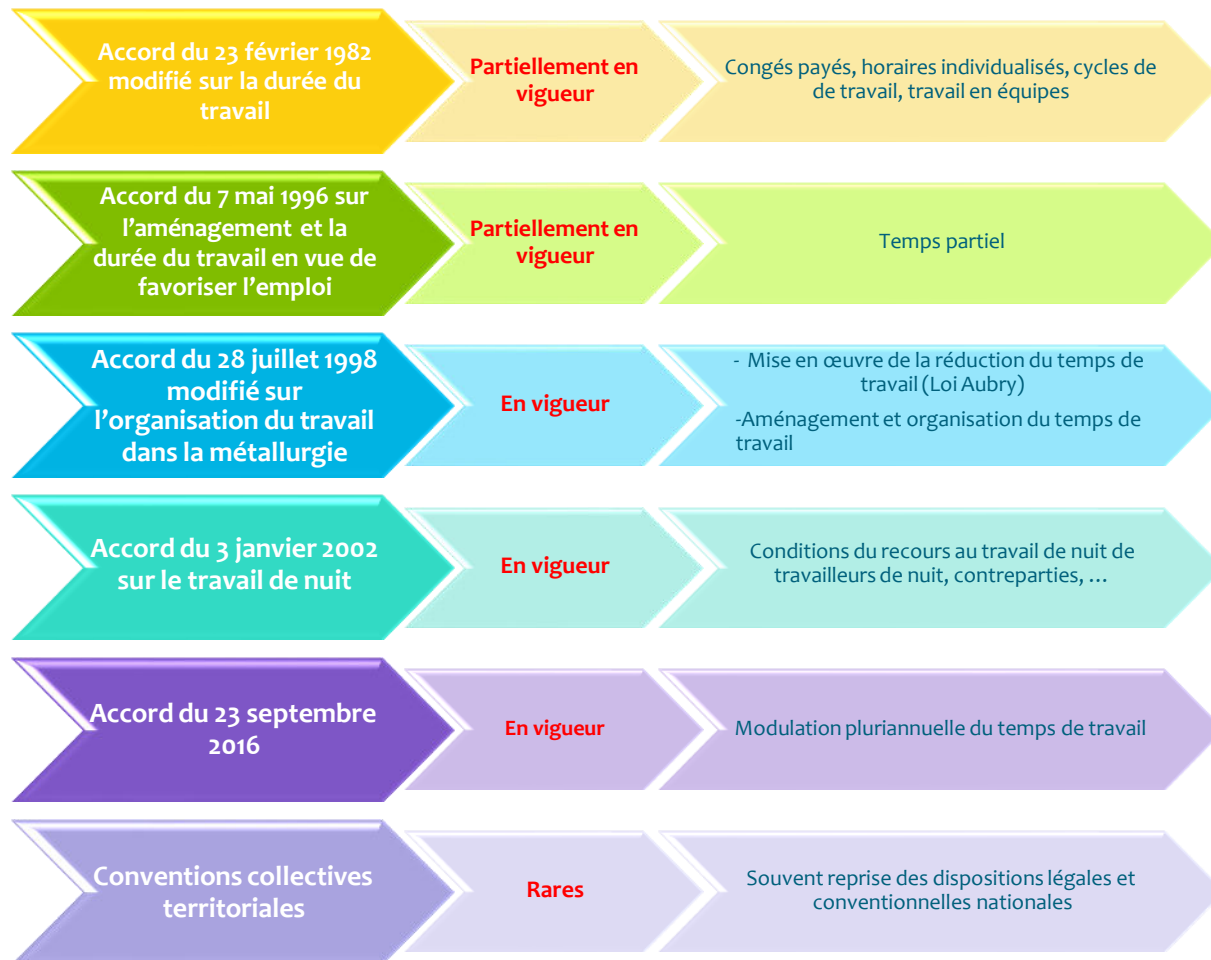 Accord du 23 février 1982
modifié sur la durée du
travail
Partiellement en
vigueur
Congés payés, horaires individualisés, cycles de
de travail, travail en équipes
Accord du 7 mai 1996 sur
l’aménagement et la
durée du travail en vue de
favoriser l’emploi
Partiellement en
vigueur
Temps partiel
Accord du 28 juillet 1998
modifié sur
l’organisation du travail
dans la métallurgie
En vigueur
- Mise en œuvre de la réduction du temps de
travail (Loi Aubry)
-Aménagement et organisation du temps de
travail
Accord du 3 janvier 2002
sur le travail de nuit
En vigueur
Conditions du recours au travail de nuit de
travailleurs de nuit, contreparties, …
Accord du 23 septembre
2016
En vigueur
Modulation pluriannuelle du temps de travail
Conventions collectives
territoriales
Rares
Souvent reprise des dispositions légales et
conventionnelles nationales